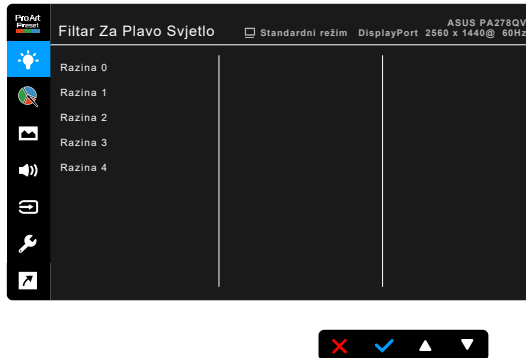 ProArt
Preset
Filtar Za Plavo Svjetlo
Standardni režim DisplayPort 2560 x 1440@ 60Hz
ASUS PA278QV
Razina 0
Razina 1
Razina 2
Razina 3
Razina 4